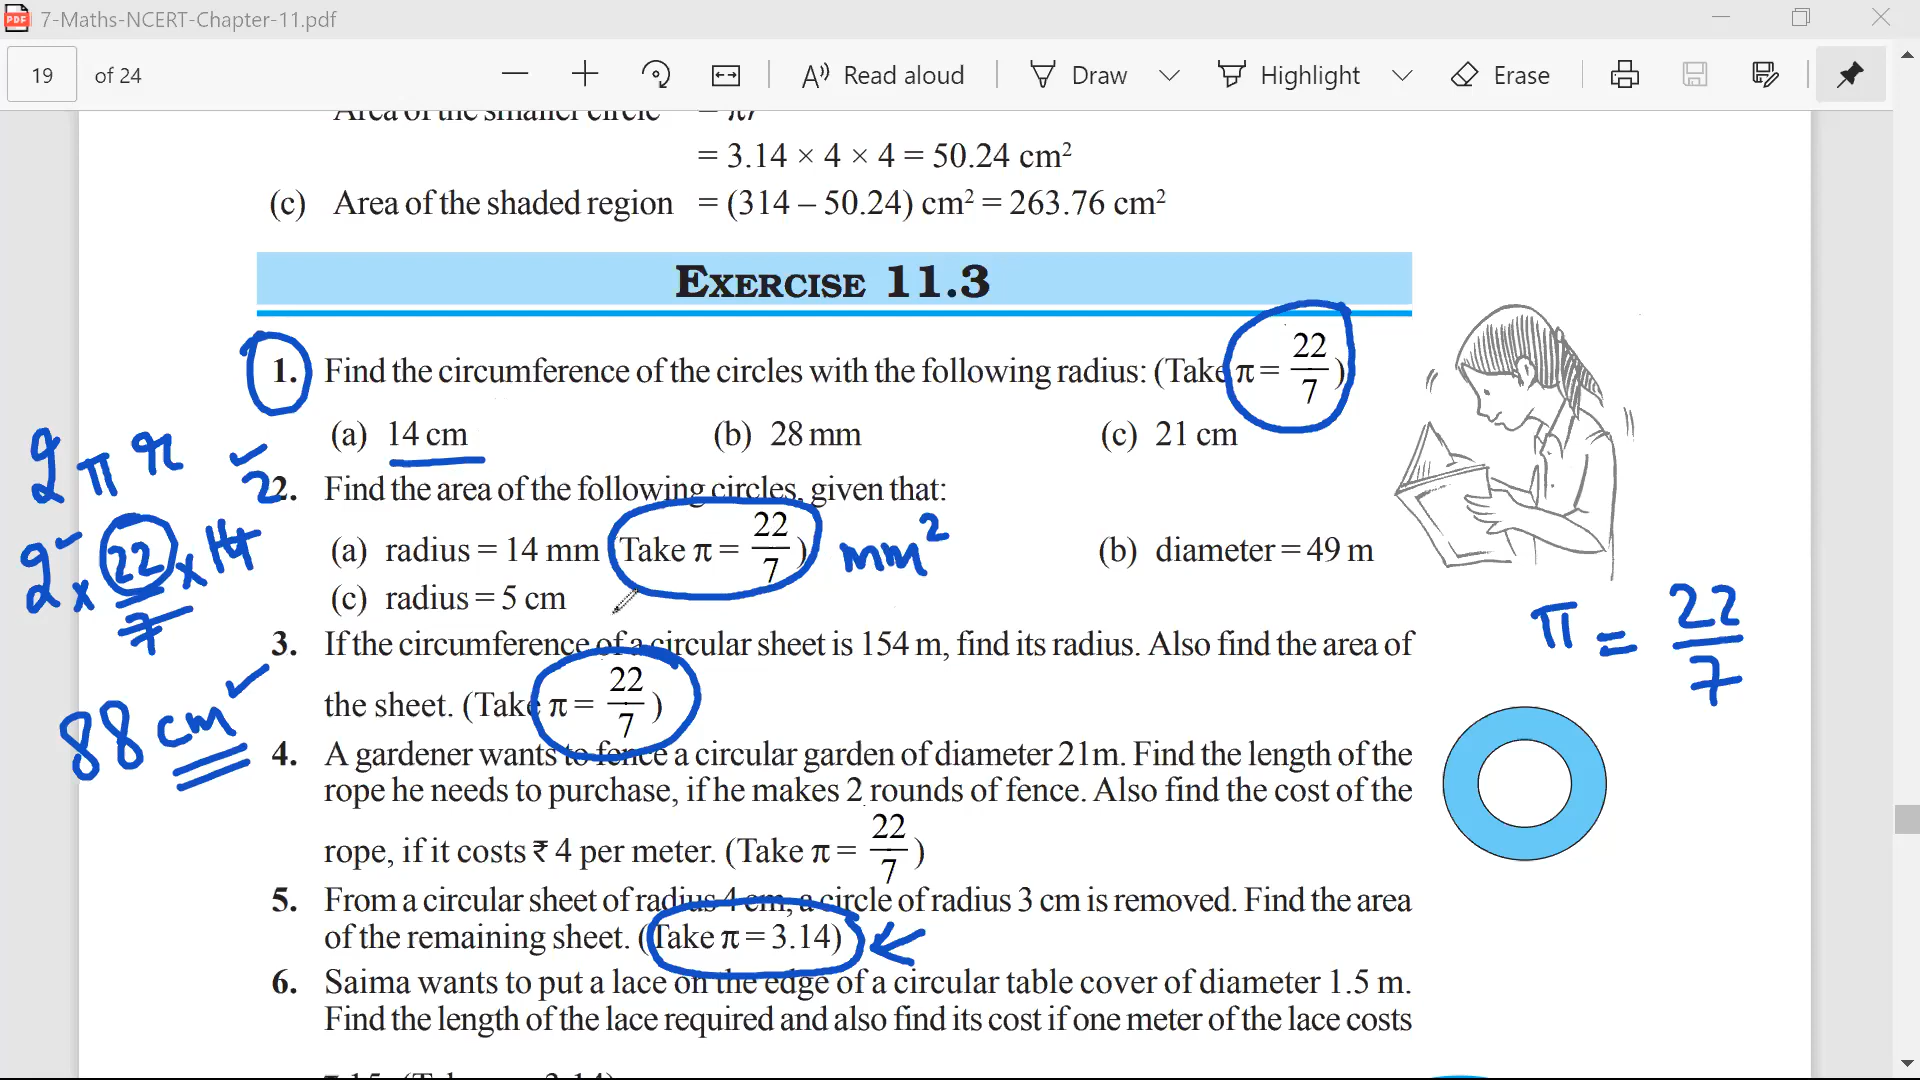 7-Maths-NCERT-Chapter-11.pdf
19 of 24
Read aloud
Draw
Highlight
Erase
Area of the smaller circle = πr
= 3.14 × 4 × 4 = 50.24 cm²
(c) Area of the shaded region = (314 – 50.24) cm² = 263.76 cm²
EXERCISE 11.3
1. Find the circumference of the circles with the following radius: (Take π = 22/7)
(a) 14 cm (b) 28 mm (c) 21 cm
2πr
2
2. Find the area of the following circles, given that:
(a) radius = 14 mm (Take π = 22/7) mm² (b) diameter = 49 m
2 × 22/7 × 14
(c) radius = 5 cm
π = 22/7
3. If the circumference of a circular sheet is 154 m, find its radius. Also find the area of
the sheet. (Take π = 22/7)
88 cm
4. A gardener wants to fence a circular garden of diameter 21m. Find the length of the
rope he needs to purchase, if he makes 2 rounds of fence. Also find the cost of the
rope, if it costs ₹ 4 per meter. (Take π = 22/7)
5. From a circular sheet of radius 4 cm, a circle of radius 3 cm is removed. Find the area
of the remaining sheet. (Take π = 3.14)
6. Saima wants to put a lace on the edge of a circular table cover of diameter 1.5 m.
Find the length of the lace required and also find its cost if one meter of the lace costs